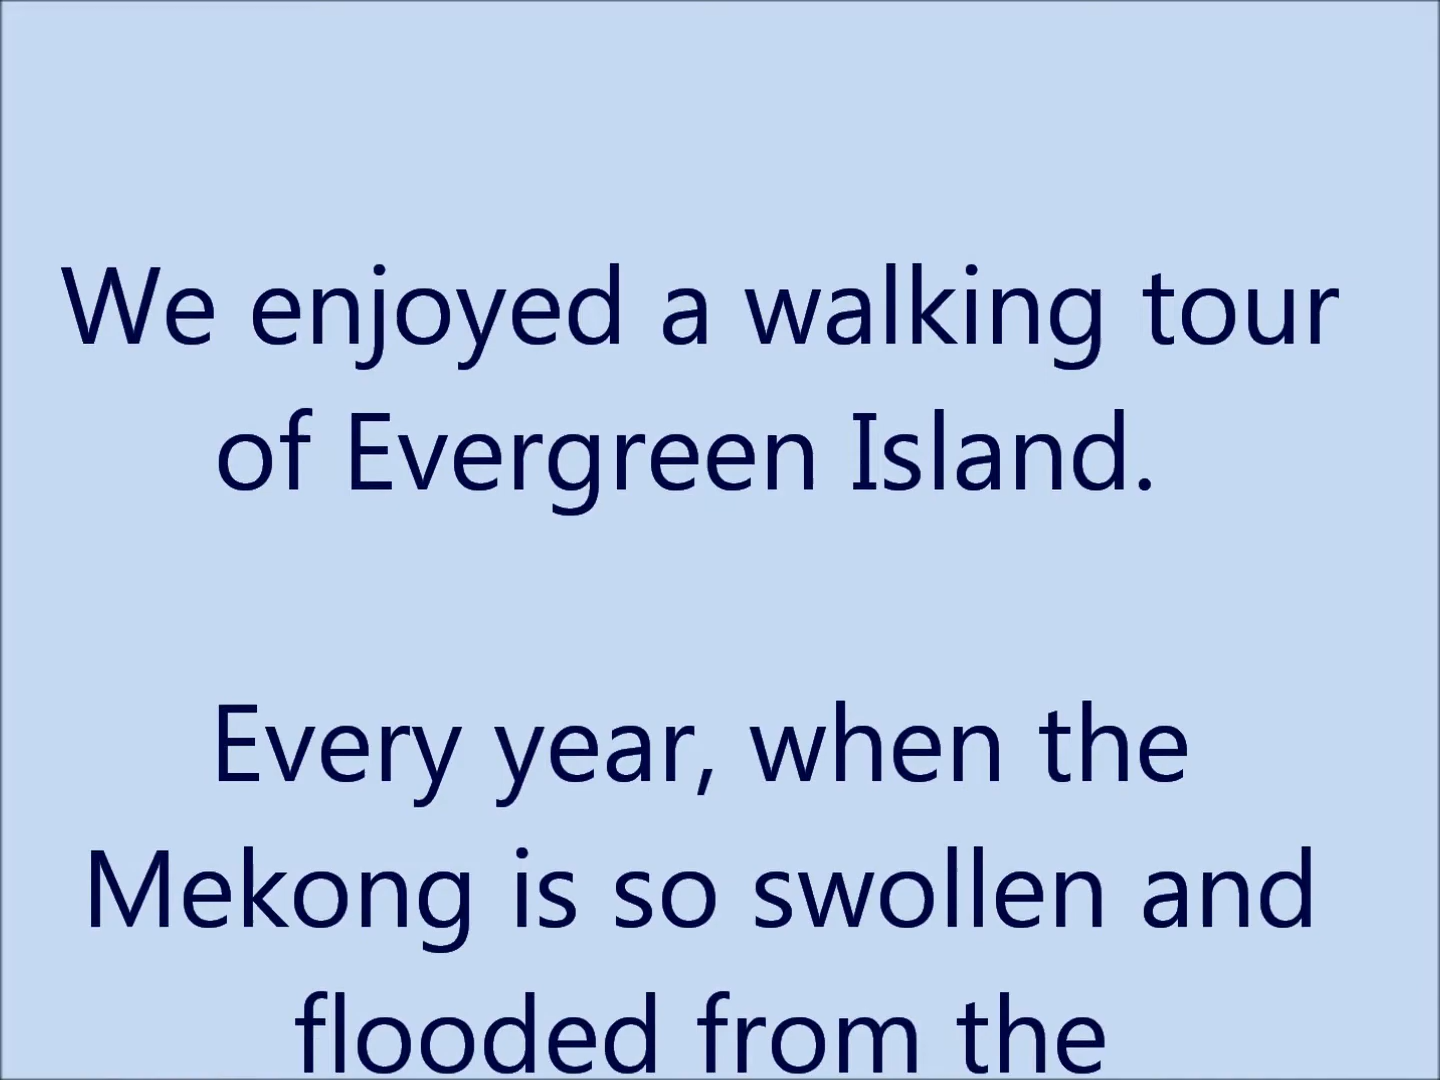 We enjoyed a walking tour
of Evergreen Island.
Every year, when the
Mekong is so swollen and
flooded from the